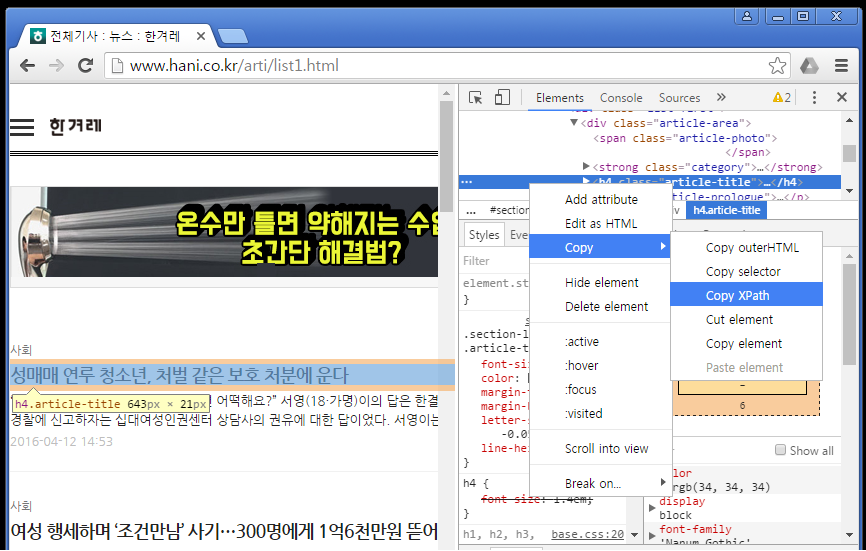 전체기사 : 뉴스 : 한겨레
www.hani.co.kr/arti/list1.html
한겨레
온수만 틀면 약해지는 수압
초간단 해결법?
사회
성매매 연루 청소년, 처벌 같은 보호 처분에 운다
h4.article-title 643px × 21px
어떡해요?” 서영(18·가명)이의 답은 한결
경찰에 신고하자는 십대여성인권센터 상담사의 권유에 대한 답이었다. 서영이는
2016-04-12 14:53
사회
여성 행세하며 ‘조건만남’ 사기…300명에게 1억6천만원 뜯어
Elements Console Sources » 2
▼<div class="article-area">
<span class="article-photo">
</span>
▶<strong class="category">…</strong>
… ▶<h4 class="article-title">…</h4>
"article-prologue">…</p>
... #section h4.article-title
Styles Eve
Filter
element.st
}
.section-l
.article-t
font-siz
color:
margin-t
margin-b
letter-s
-0.0
line-hei
}
h4 {
font-size: 1.4em;
}
h1, h2, h3, base.css:20
Add attribute
Edit as HTML
Copy
Hide element
Delete element
:active
:hover
:focus
:visited
Scroll into view
Break on...
Copy outerHTML
Copy selector
Copy XPath
Cut element
Copy element
Paste element
–
6
Show all
color
rgb(34, 34, 34)
▶display
block
▶font-family
'Nanum Gothic'